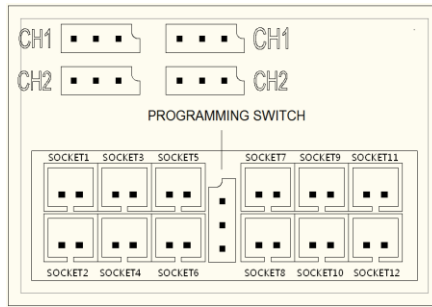 CH1 CH1
CH2 CH2
PROGRAMMING SWITCH
SOCKET1 SOCKET3 SOCKET5 SOCKET7 SOCKET9 SOCKET11
SOCKET2 SOCKET4 SOCKET6 SOCKET8 SOCKET10 SOCKET12